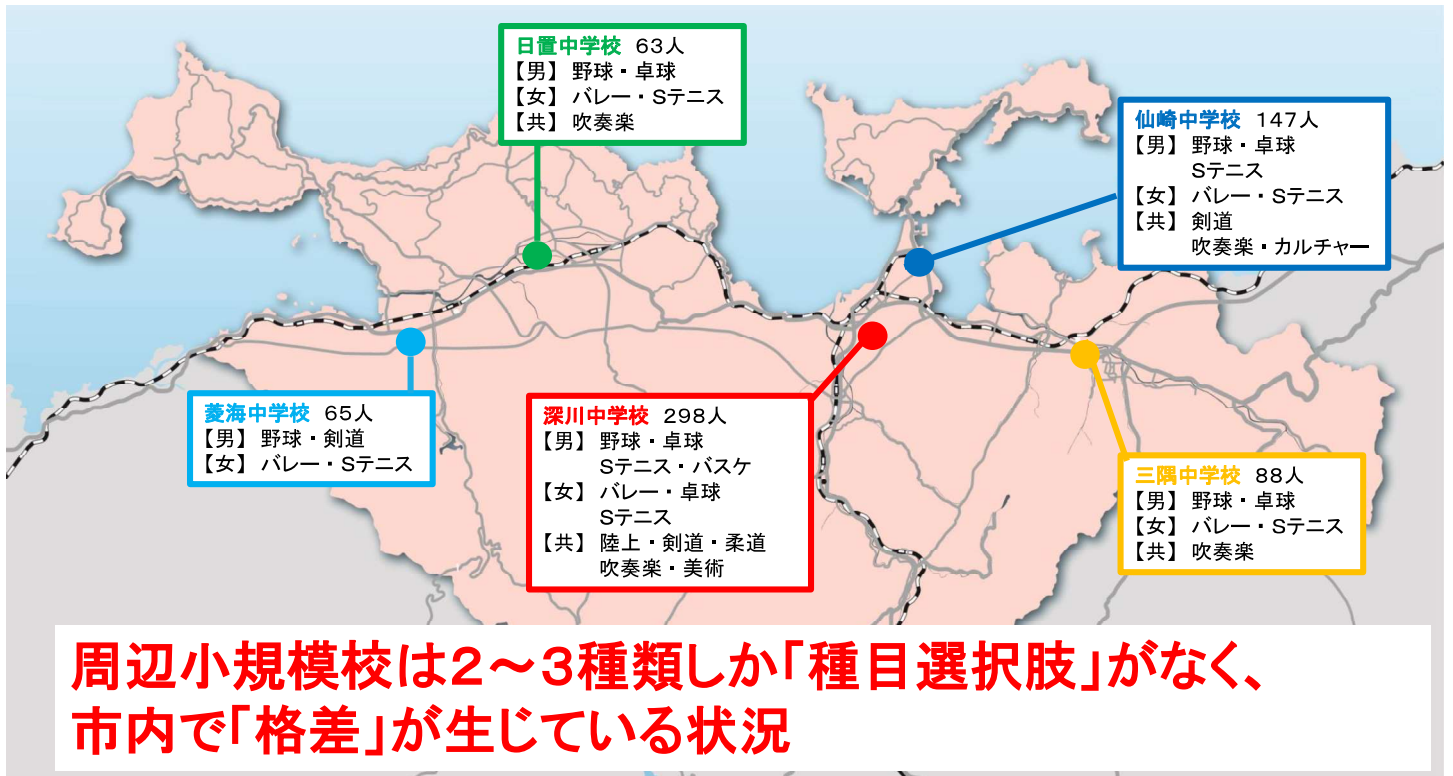 日置中学校 63人
【男】 野球・卓球
【女】 バレー・Sテニス
【共】 吹奏楽
仙崎中学校 147人
【男】 野球・卓球
Sテニス
【女】 バレー・Sテニス
【共】 剣道
吹奏楽・カルチャー
菱海中学校 65人
【男】 野球・剣道
【女】 バレー・Sテニス
深川中学校 298人
【男】 野球・卓球
Sテニス・バスケ
【女】 バレー・卓球
Sテニス
【共】 陸上・剣道・柔道
吹奏楽・美術
三隅中学校 88人
【男】 野球・卓球
【女】 バレー・Sテニス
【共】 吹奏楽
周辺小規模校は2～3種類しか「種目選択肢」がなく、
市内で「格差」が生じている状況